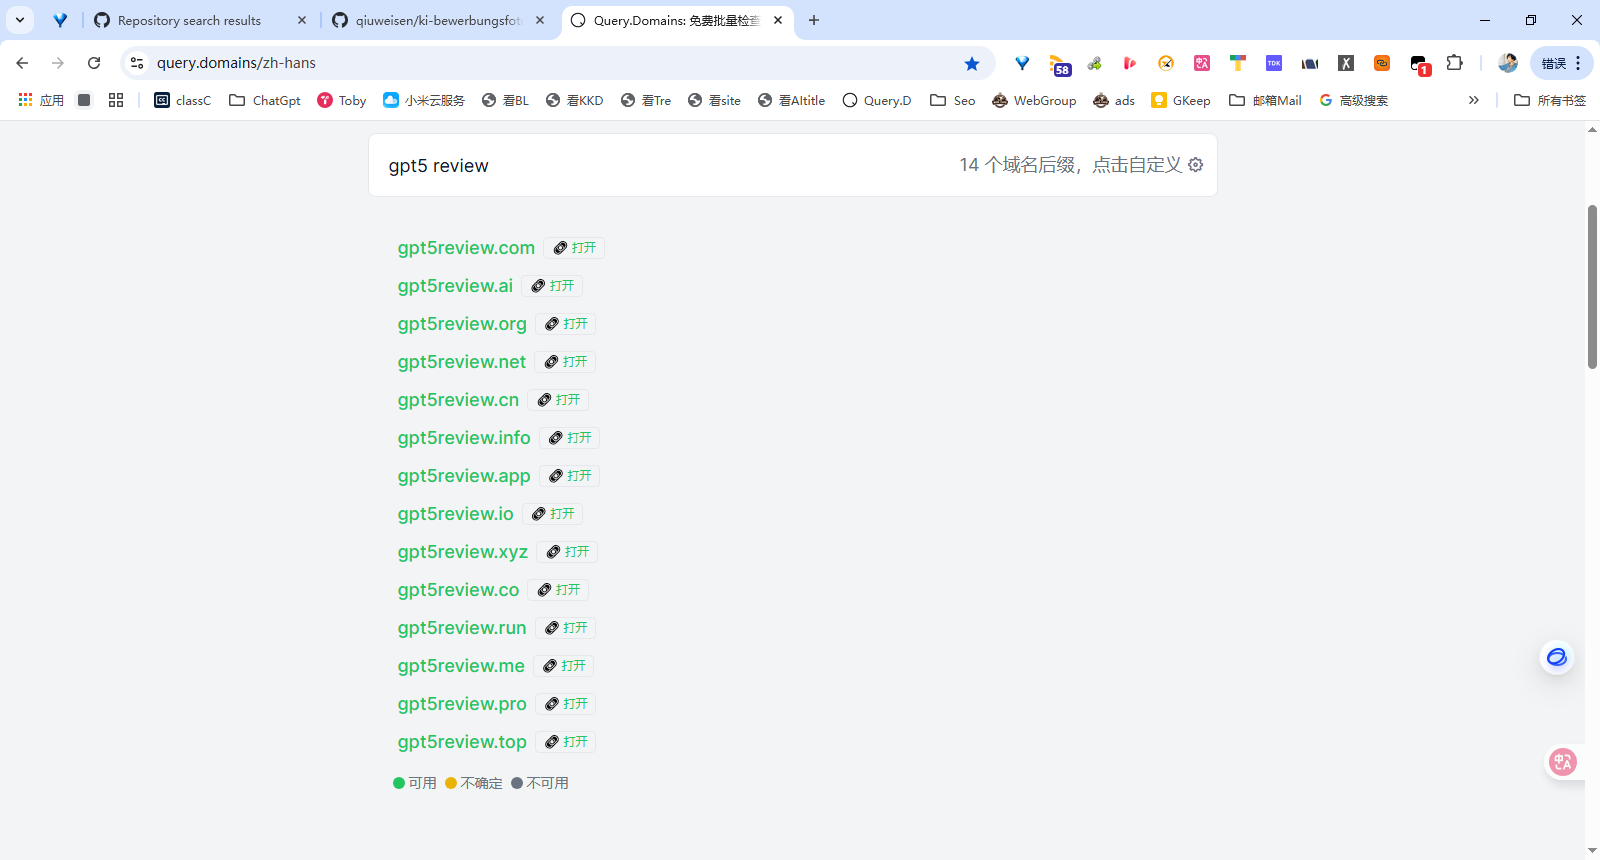 Repository search results
qiuweisen/ki-bewerbungsfot
Query.Domains: 免费批量检查
query.domains/zh-hans
58
TDK
1
错误
应用
classC
ChatGpt
Toby
小米云服务
看BL
看KKD
看Tre
看site
看AItitle
Query.D
Seo
WebGroup
ads
GKeep
邮箱Mail
高级搜索
所有书签
gpt5 review
14 个域名后缀，点击自定义
gpt5review.com 打开
gpt5review.ai 打开
gpt5review.org 打开
gpt5review.net 打开
gpt5review.cn 打开
gpt5review.info 打开
gpt5review.app 打开
gpt5review.io 打开
gpt5review.xyz 打开
gpt5review.co 打开
gpt5review.run 打开
gpt5review.me 打开
gpt5review.pro 打开
gpt5review.top 打开
可用 不确定 不可用